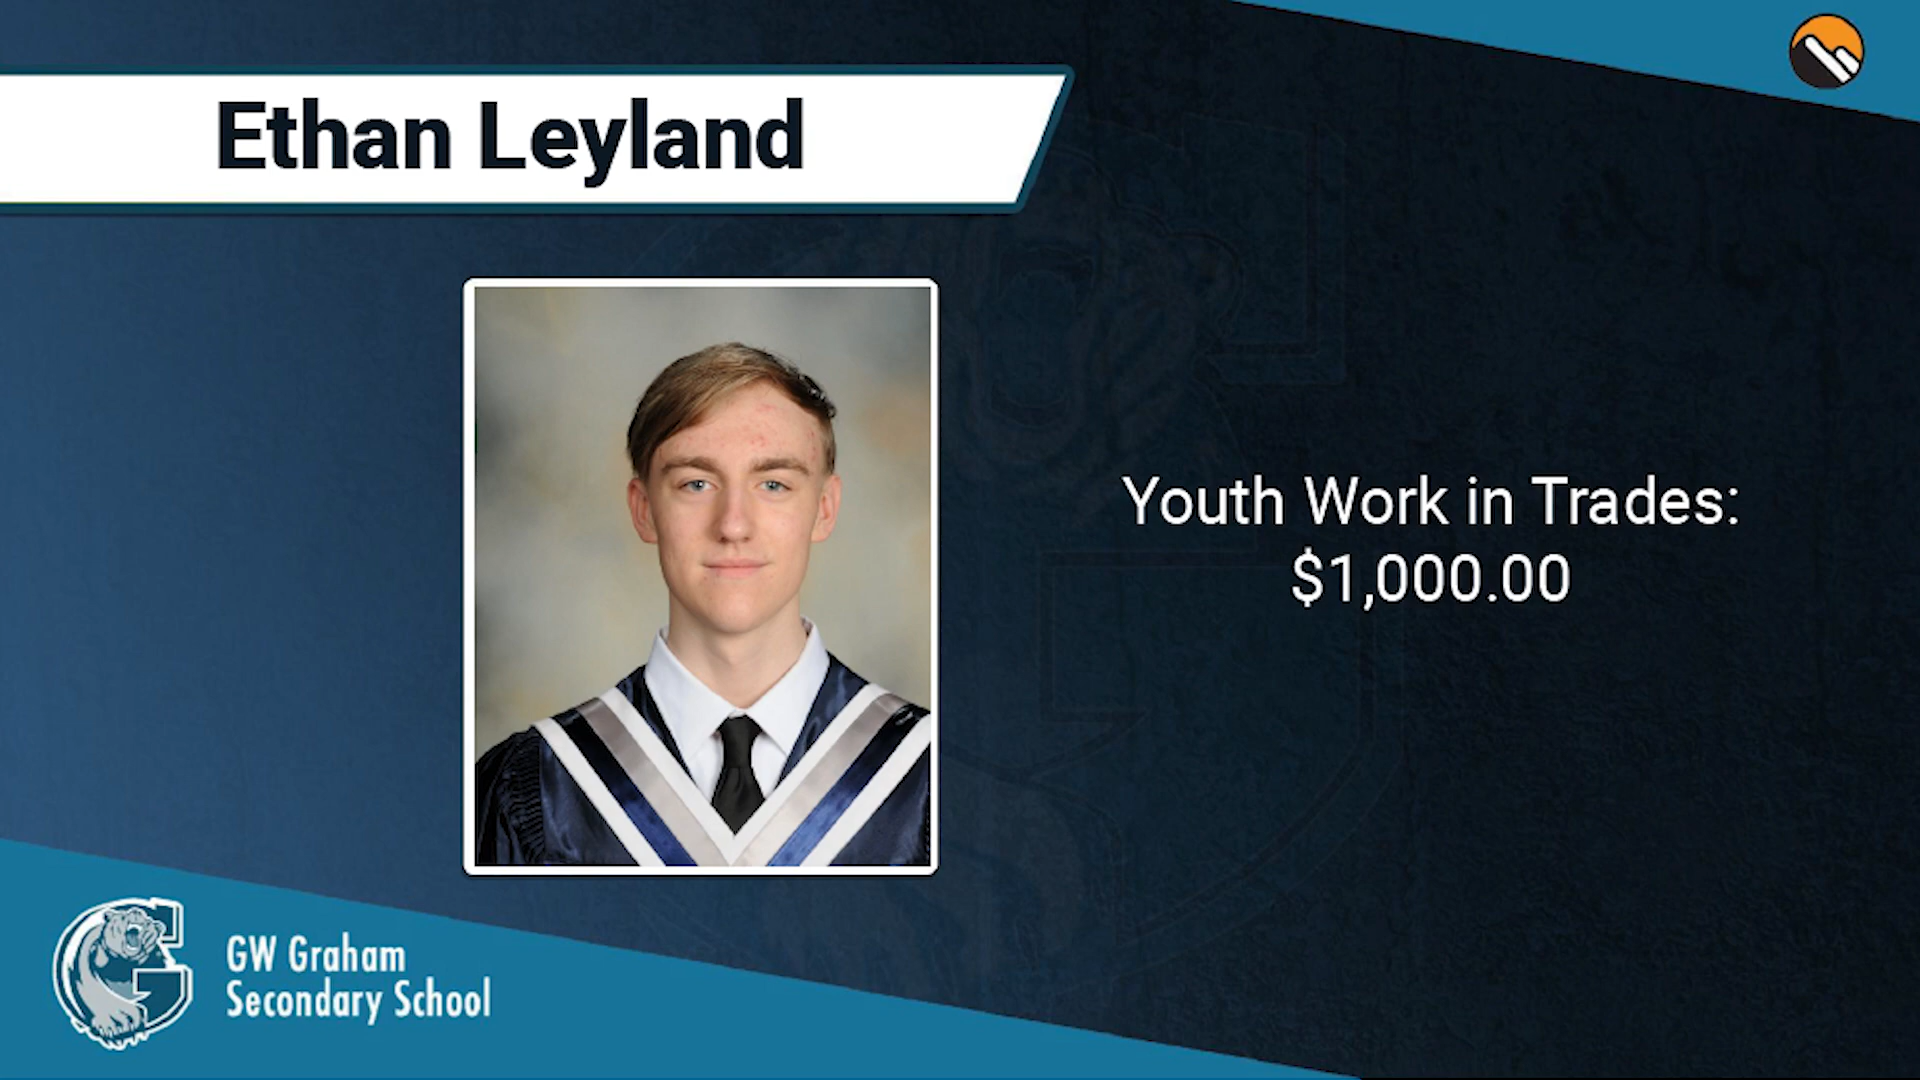 Ethan Leyland
Youth Work in Trades:
$1,000.00
GW Graham
Secondary School